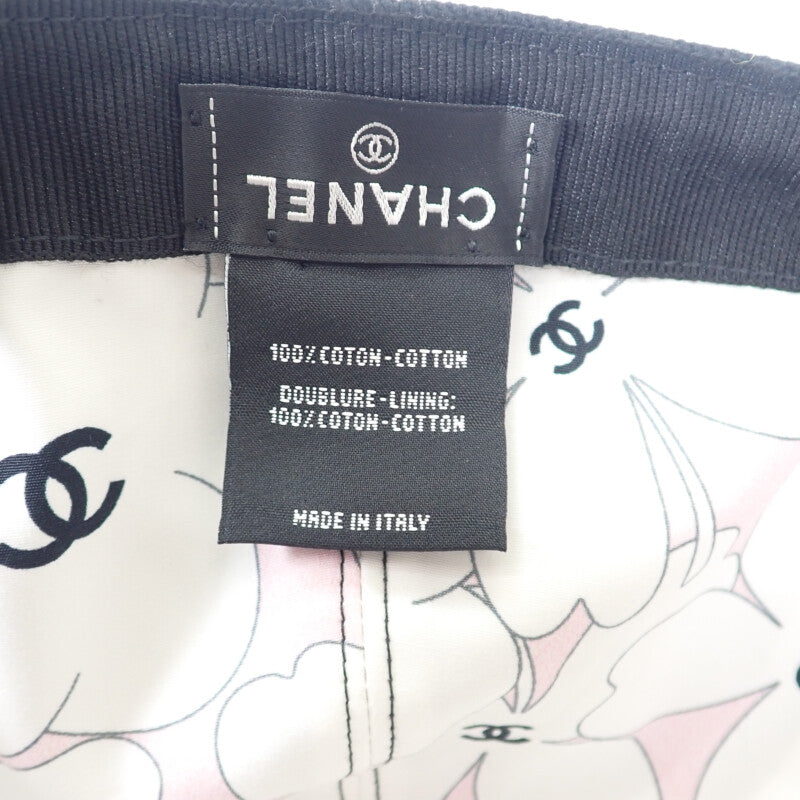 CHANEL
100% COTON-COTTON
DOUBLURE-LINING:
100% COTON-COTTON
MADE IN ITALY